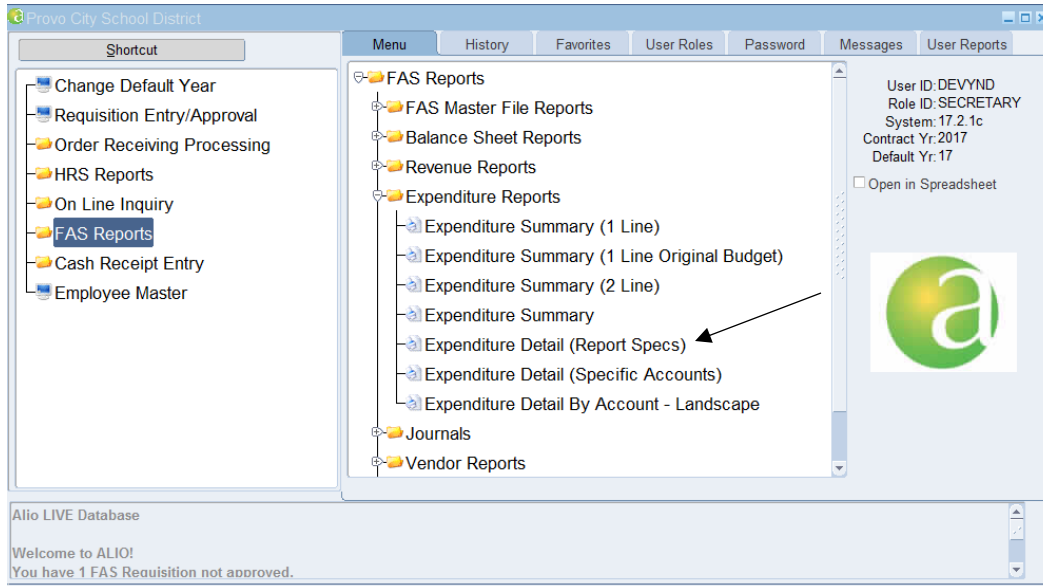 Provo City School District
Shortcut
Change Default Year
Requisition Entry/Approval
Order Receiving Processing
HRS Reports
On Line Inquiry
FAS Reports
Cash Receipt Entry
Employee Master
Menu History Favorites User Roles Password Messages User Reports
FAS Reports
FAS Master File Reports
Balance Sheet Reports
Revenue Reports
Expenditure Reports
Expenditure Summary (1 Line)
Expenditure Summary (1 Line Original Budget)
Expenditure Summary (2 Line)
Expenditure Summary
Expenditure Detail (Report Specs)
Expenditure Detail (Specific Accounts)
Expenditure Detail By Account - Landscape
Journals
Vendor Reports
User ID: DEVYND
Role ID: SECRETARY
System: 17.2.1c
Contract Yr: 2017
Default Yr: 17
Open in Spreadsheet
a
Alio LIVE Database
Welcome to ALIO!
You have 1 FAS Requisition not approved.